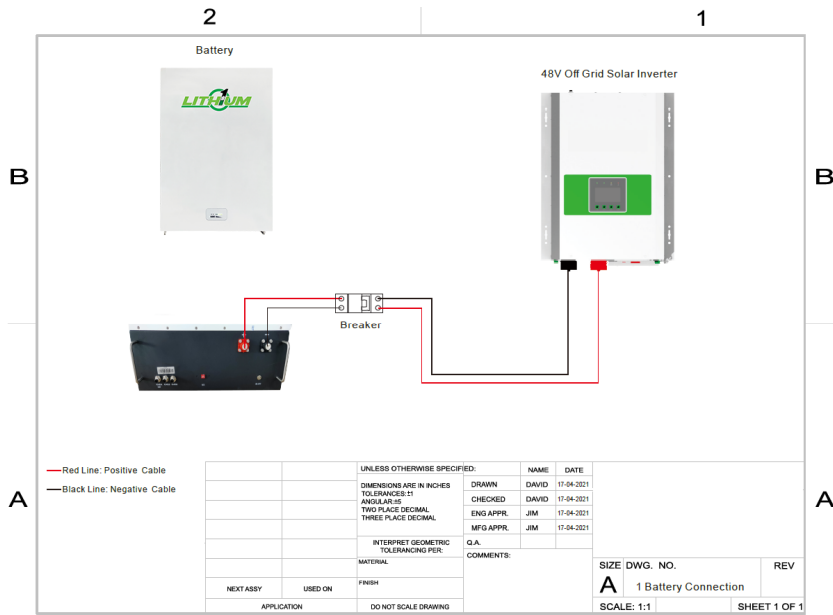 2
1
Battery
48V Off Grid Solar Inverter
LITHIUM
B
B
Breaker
Red Line: Positive Cable
Black Line: Negative Cable
A
A
UNLESS OTHERWISE SPECIFIED:
DIMENSIONS ARE IN INCHES
TOLERANCES:±1
ANGULAR:±5
TWO PLACE DECIMAL
THREE PLACE DECIMAL
INTERPRET GEOMETRIC
TOLERANCING PER:
MATERIAL
FINISH
NEXT ASSY
USED ON
APPLICATION
DO NOT SCALE DRAWING
NAME
DATE
DRAWN
DAVID
17-04-2021
CHECKED
DAVID
17-04-2021
ENG APPR.
JIM
17-04-2021
MFG APPR.
JIM
17-04-2021
Q.A.
COMMENTS:
SIZE
DWG. NO.
REV
A
1 Battery Connection
SCALE: 1:1
SHEET 1 OF 1